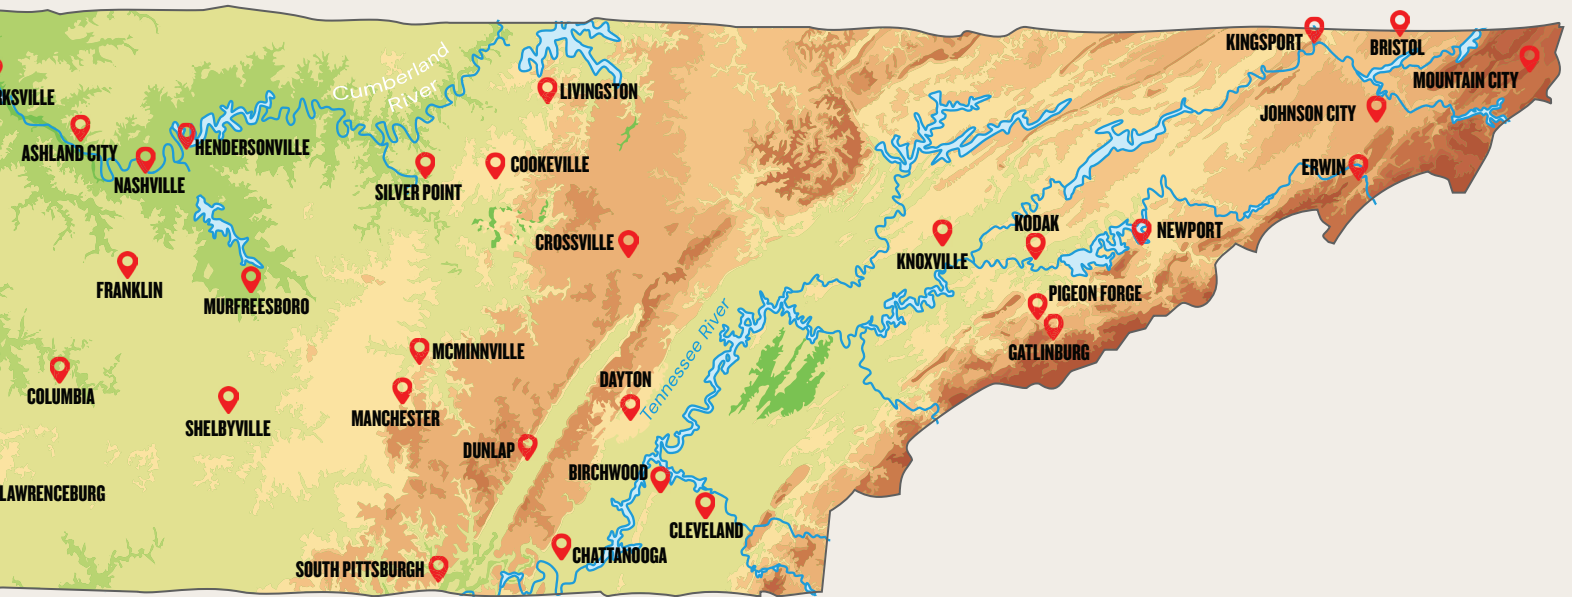 KINGSPORT
BRISTOL
MOUNTAIN CITY
Cumberland
River
LIVINGSTON
RKSVILLE
JOHNSON CITY
ASHLAND CITY
HENDERSONVILLE
NASHVILLE
SILVER POINT
COOKEVILLE
ERWIN
CROSSVILLE
KODAK
NEWPORT
KNOXVILLE
FRANKLIN
MURFREESBORO
PIGEON FORGE
GATLINBURG
Tennessee River
MCMINNVILLE
DAYTON
COLUMBIA
SHELBYVILLE
MANCHESTER
DUNLAP
BIRCHWOOD
LAWRENCEBURG
CLEVELAND
CHATTANOOGA
SOUTH PITTSBURGH